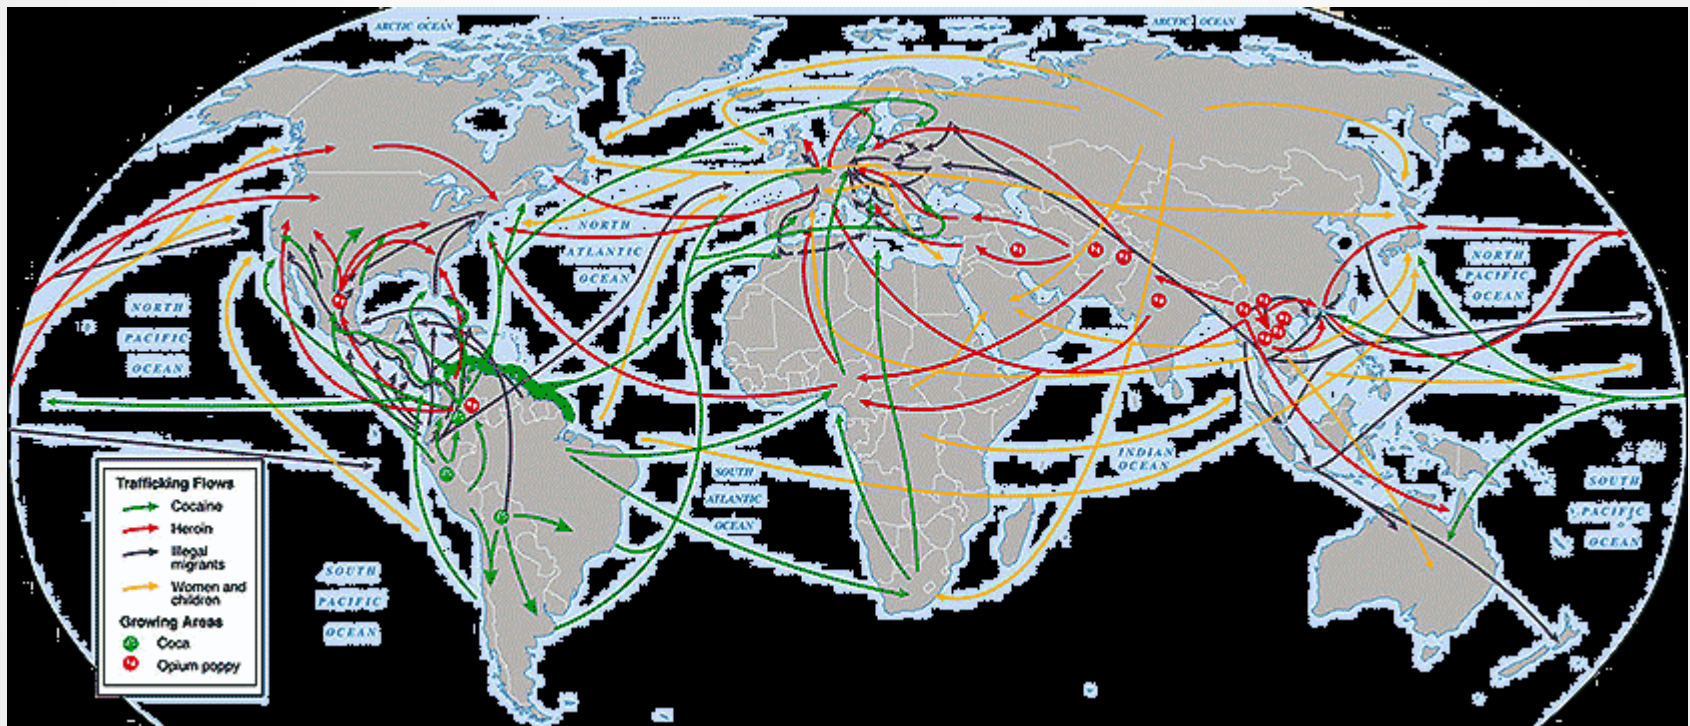 ARCTIC OCEAN
ARCTIC OCEAN
NORTH
ATLANTIC
OCEAN
NORTH
PACIFIC
OCEAN
NORTH
PACIFIC
OCEAN
INDIAN
OCEAN
SOUTH
ATLANTIC
OCEAN
SOUTH
PACIFIC
OCEAN
SOUTH
PACIFIC
OCEAN
Trafficking Flows
Cocaine
Heroin
Illegal
migrants
Women and
children
Growing Areas
Coca
Opium poppy